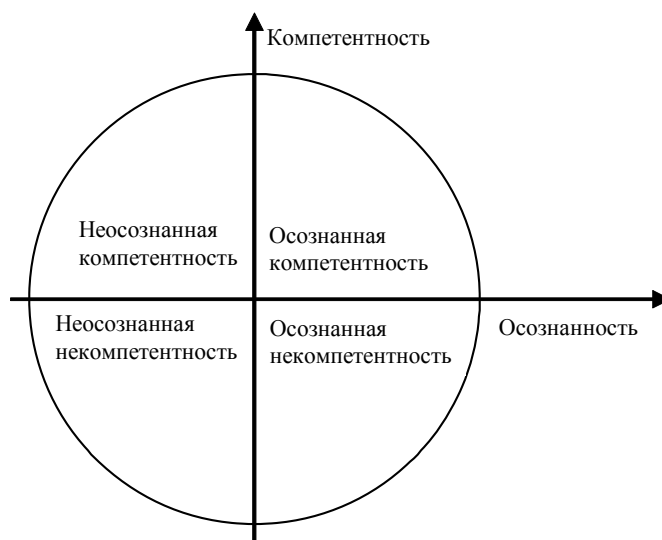 Компетентность
Неосознанная
компетентность
Осознанная
компетентность
Неосознанная
некомпетентность
Осознанная
некомпетентность
Осознанность